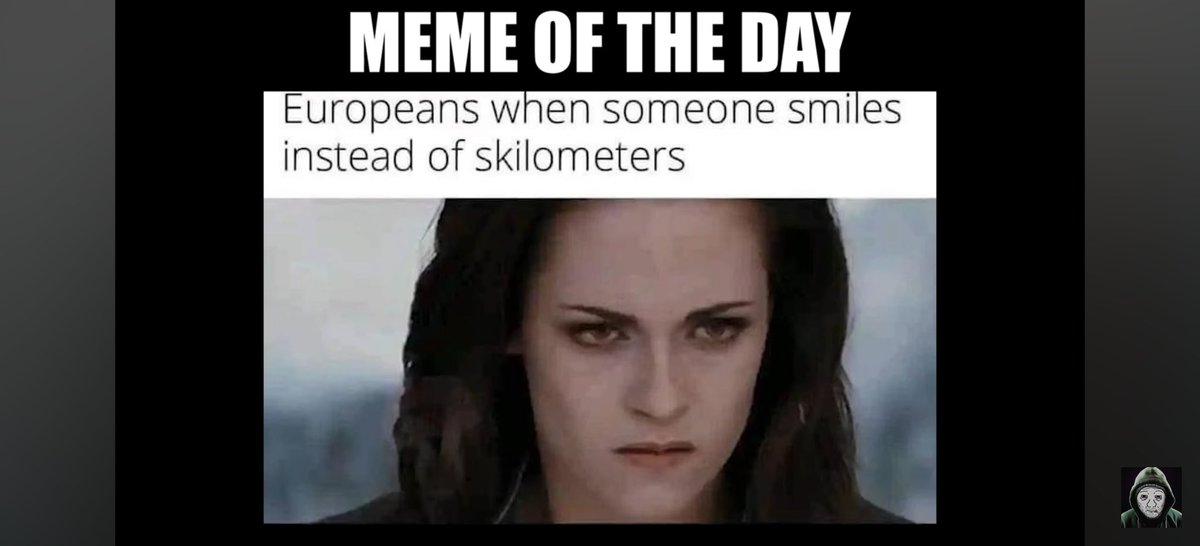 MEME OF THE DAY
Europeans when someone smiles
instead of skilometers